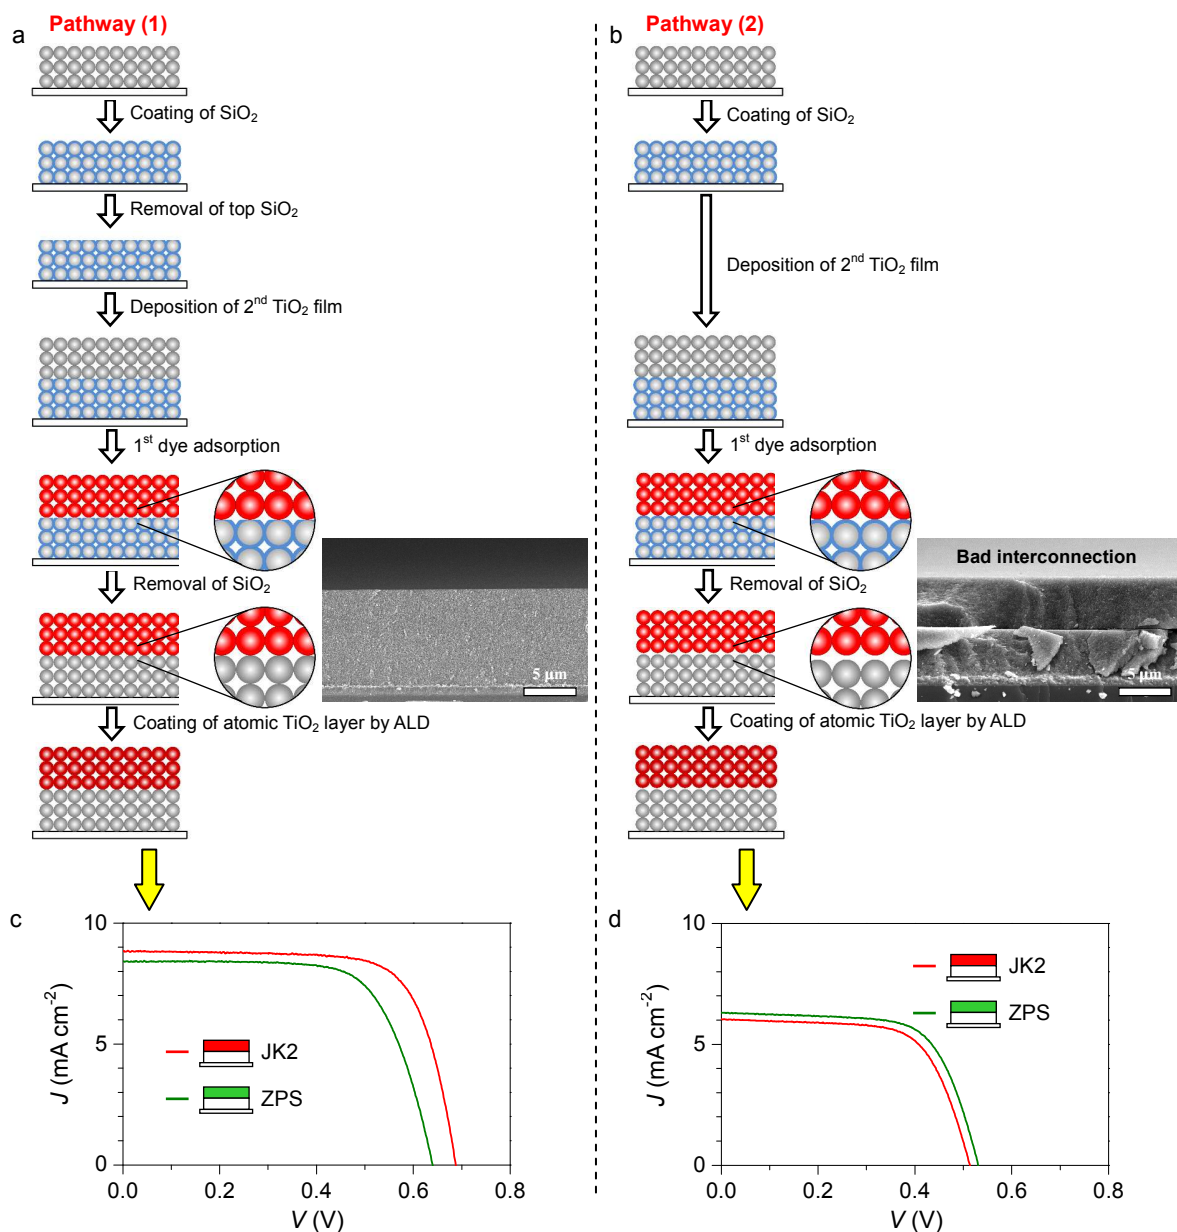 a
Pathway (1)
Coating of SiO₂
Removal of top SiO₂
Deposition of 2ⁿᵈ TiO₂ film
1ˢᵗ dye adsorption
Removal of SiO₂
5 µm
Coating of atomic TiO₂ layer by ALD
b
Pathway (2)
Coating of SiO₂
Deposition of 2ⁿᵈ TiO₂ film
1ˢᵗ dye adsorption
Bad interconnection
Removal of SiO₂
5 µm
Coating of atomic TiO₂ layer by ALD
c
10
5
0
J (mA cm⁻²)
JK2
ZPS
0.0 0.2 0.4 0.6 0.8
V (V)
d
10
5
0
J (mA cm⁻²)
JK2
ZPS
0.0 0.2 0.4 0.6 0.8
V (V)